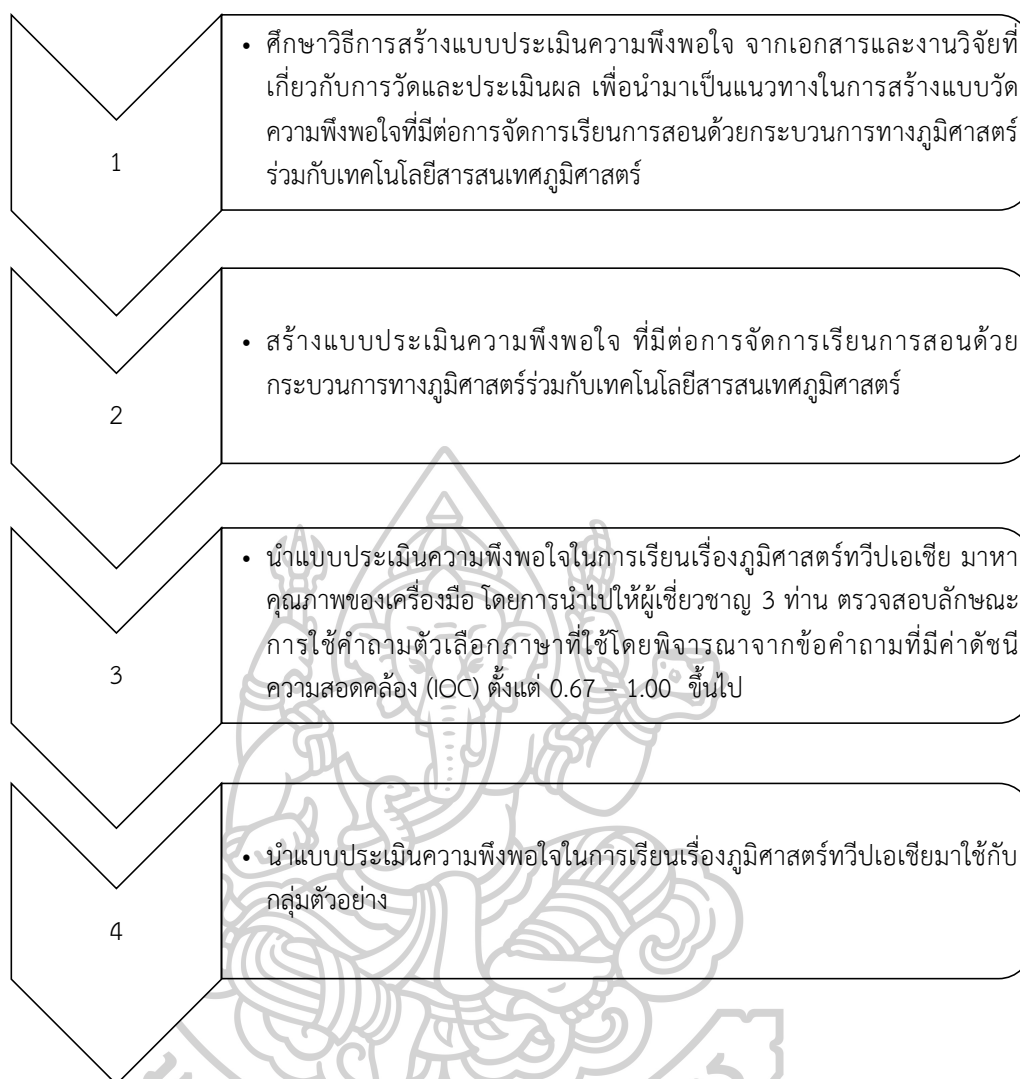 1
• ศึกษาวิธีการสร้างแบบประเมินความพึงพอใจ จากเอกสารและงานวิจัยที่
เกี่ยวกับการวัดและประเมินผล เพื่อนำมาเป็นแนวทางในการสร้างแบบวัด
ความพึงพอใจที่มีต่อการจัดการเรียนการสอนด้วยกระบวนการทางภูมิศาสตร์
ร่วมกับเทคโนโลยีสารสนเทศภูมิศาสตร์
2
• สร้างแบบประเมินความพึงพอใจ ที่มีต่อการจัดการเรียนการสอนด้วย
กระบวนการทางภูมิศาสตร์ร่วมกับเทคโนโลยีสารสนเทศภูมิศาสตร์
3
• นำแบบประเมินความพึงพอใจในการเรียนเรื่องภูมิศาสตร์ทวีปเอเชีย มาหา
คุณภาพของเครื่องมือ โดยการนำไปให้ผู้เชี่ยวชาญ 3 ท่าน ตรวจสอบลักษณะ
การใช้คำถามตัวเลือกภาษาที่ใช้โดยพิจารณาจากข้อคำถามที่มีค่าดัชนี
ความสอดคล้อง (IOC) ตั้งแต่ 0.67 – 1.00 ขึ้นไป
4
• นำแบบประเมินความพึงพอใจในการเรียนเรื่องภูมิศาสตร์ทวีปเอเชียมาใช้กับ
กลุ่มตัวอย่าง